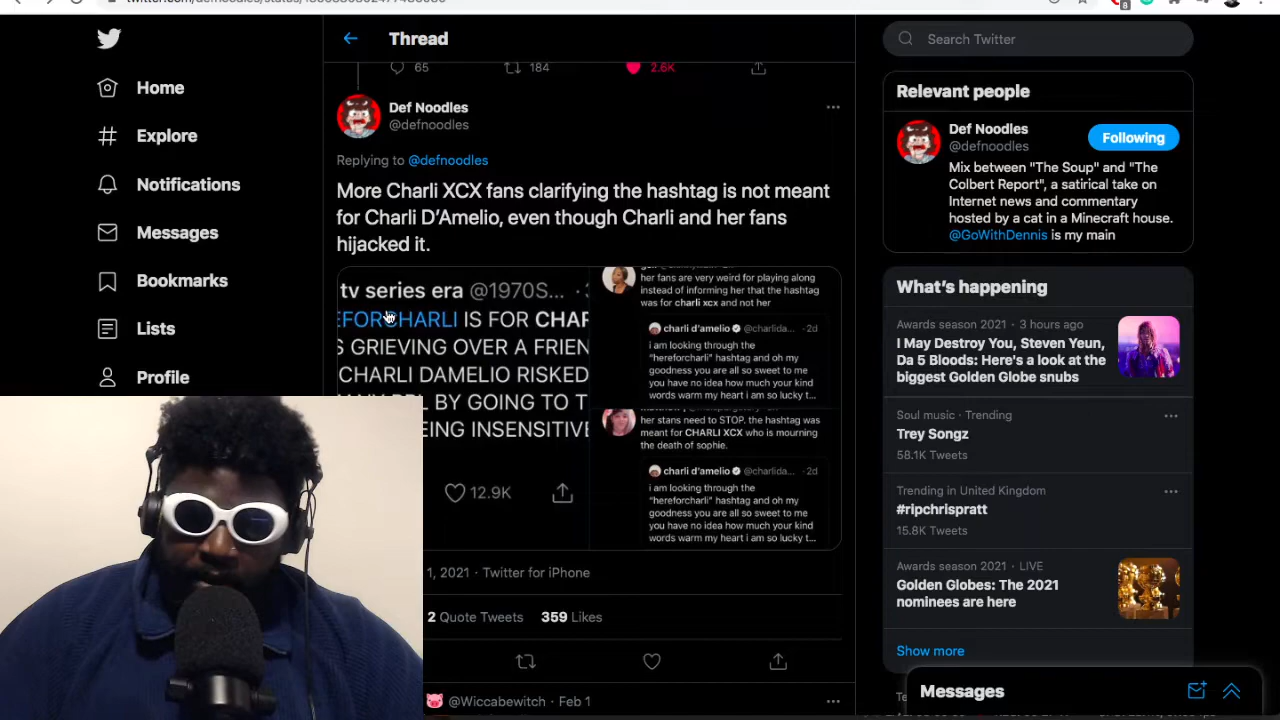 8
Home
Explore
Notifications
Messages
Bookmarks
Lists
Profile
Thread
65
184
2.6K
Def Noodles
@defnoodles
Replying to @defnoodles
More Charli XCX fans clarifying the hashtag is not meant
for Charli D'Amelio, even though Charli and her fans
hijacked it.
tv series era @1970S...
EFORCHARLI IS FOR CHAR
S GRIEVING OVER A FRIEN
CHARLI DAMELIO RISKED
BY GOING TO T
EING INSENSITIVE
12.9K
her fans are very weird for playing along
instead of informing her that the hashtag
was for charli xcx and not her
charli d'amelio @charlida... · 2d
i am looking through the
"hereforcharli" hashtag and oh my
goodness you are all so sweet to me
you have no idea how much your kind
words warm my heart i am so lucky t...
her stans need to STOP. the hashtag was
meant for CHARLI XCX who is mourning
the death of sophie.
charli d'amelio @charlida... · 2d
i am looking through the
"hereforcharli" hashtag and oh my
goodness you are all so sweet to me
you have no idea how much your kind
words warm my heart i am so lucky t...
1, 2021 · Twitter for iPhone
2 Quote Tweets 359 Likes
@Wiccabewitch · Feb 1
Search Twitter
Relevant people
Def Noodles
@defnoodles
Following
Mix between "The Soup" and "The
Colbert Report", a satirical take on
Internet news and commentary
hosted by a cat in a Minecraft house.
@GoWithDennis is my main
What's happening
Awards season 2021 · 3 hours ago
I May Destroy You, Steven Yeun,
Da 5 Bloods: Here's a look at the
biggest Golden Globe snubs
Soul music · Trending
Trey Songz
58.1K Tweets
Trending in United Kingdom
#ripchrispratt
15.8K Tweets
Awards season 2021 · LIVE
Golden Globes: The 2021
nominees are here
Show more
Messages